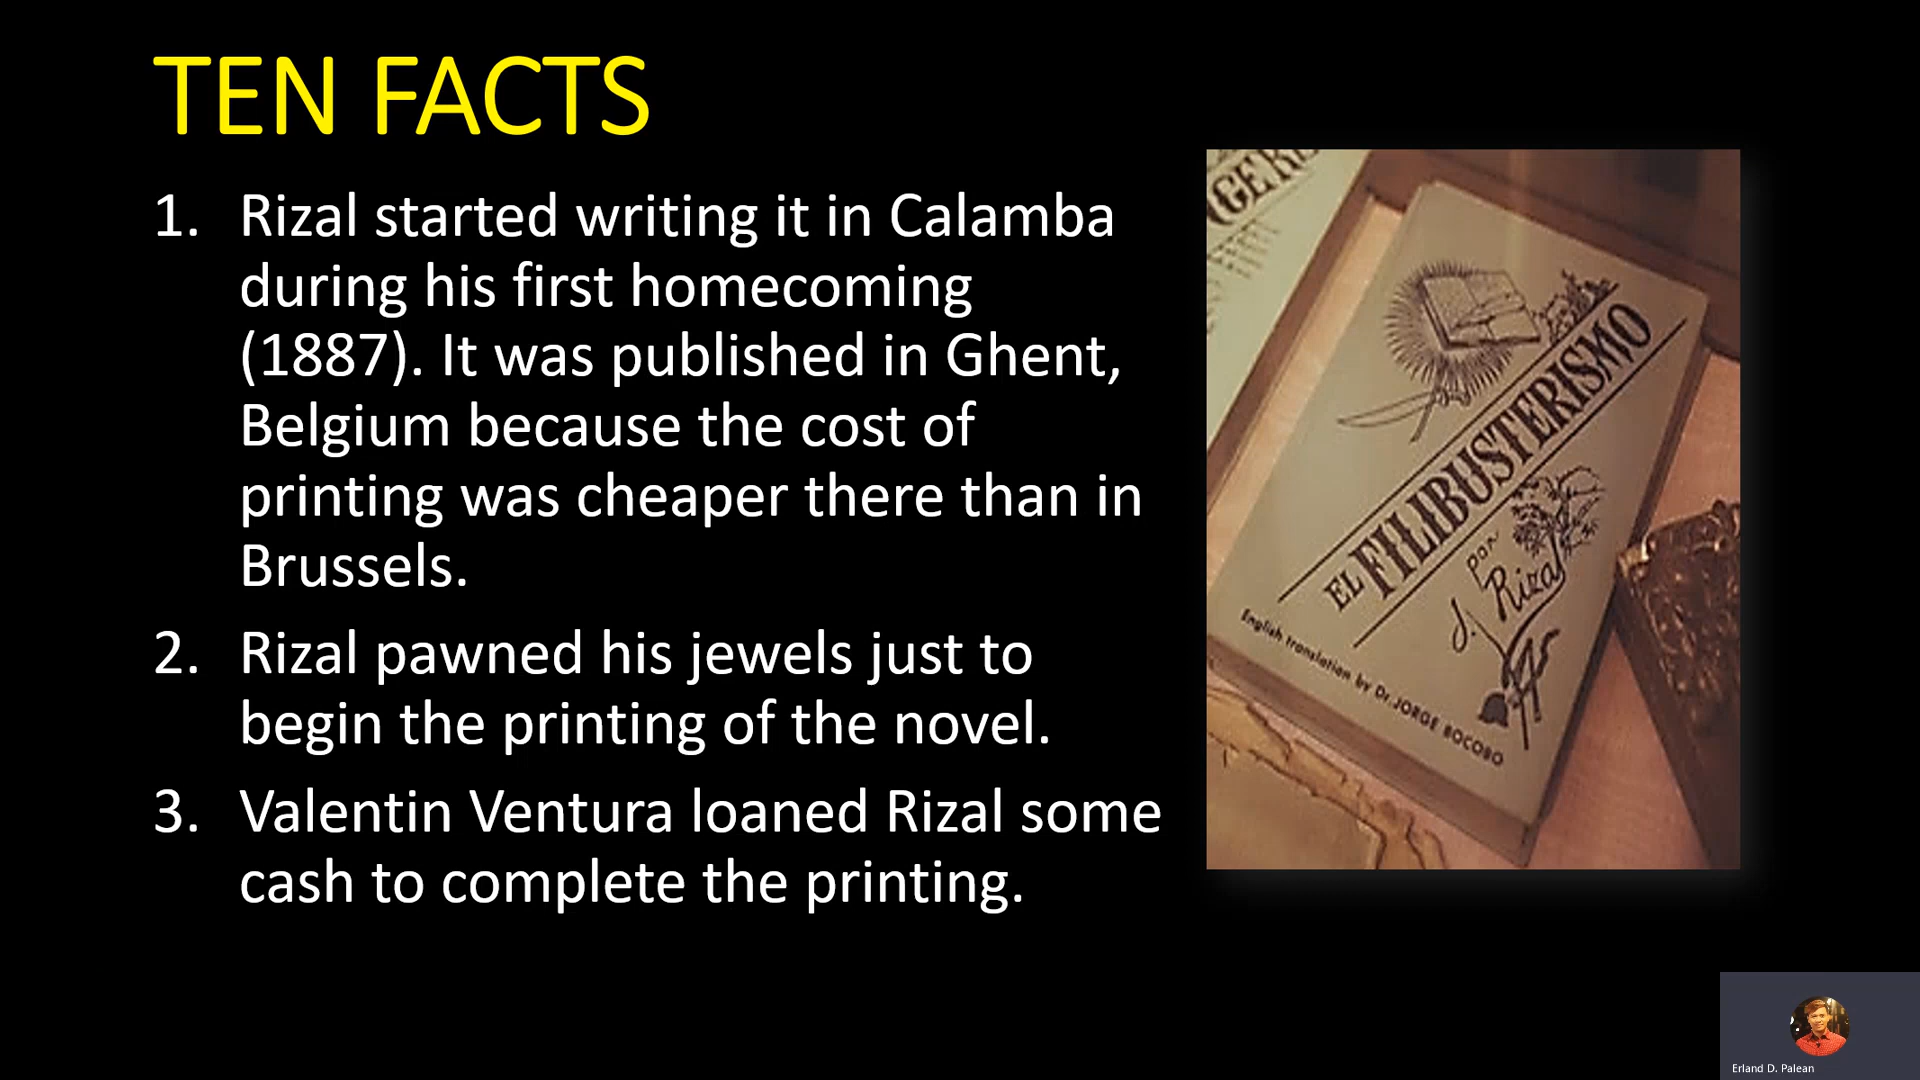 TEN FACTS
1. Rizal started writing it in Calamba
during his first homecoming
(1887). It was published in Ghent,
Belgium because the cost of
printing was cheaper there than in
Brussels.
2. Rizal pawned his jewels just to
begin the printing of the novel.
3. Valentin Ventura loaned Rizal some
cash to complete the printing.
EL FILIBUSTERISMO
por
J. Rizal
English translation by Dr. JORGE BOCOBO
Erland D. Palean